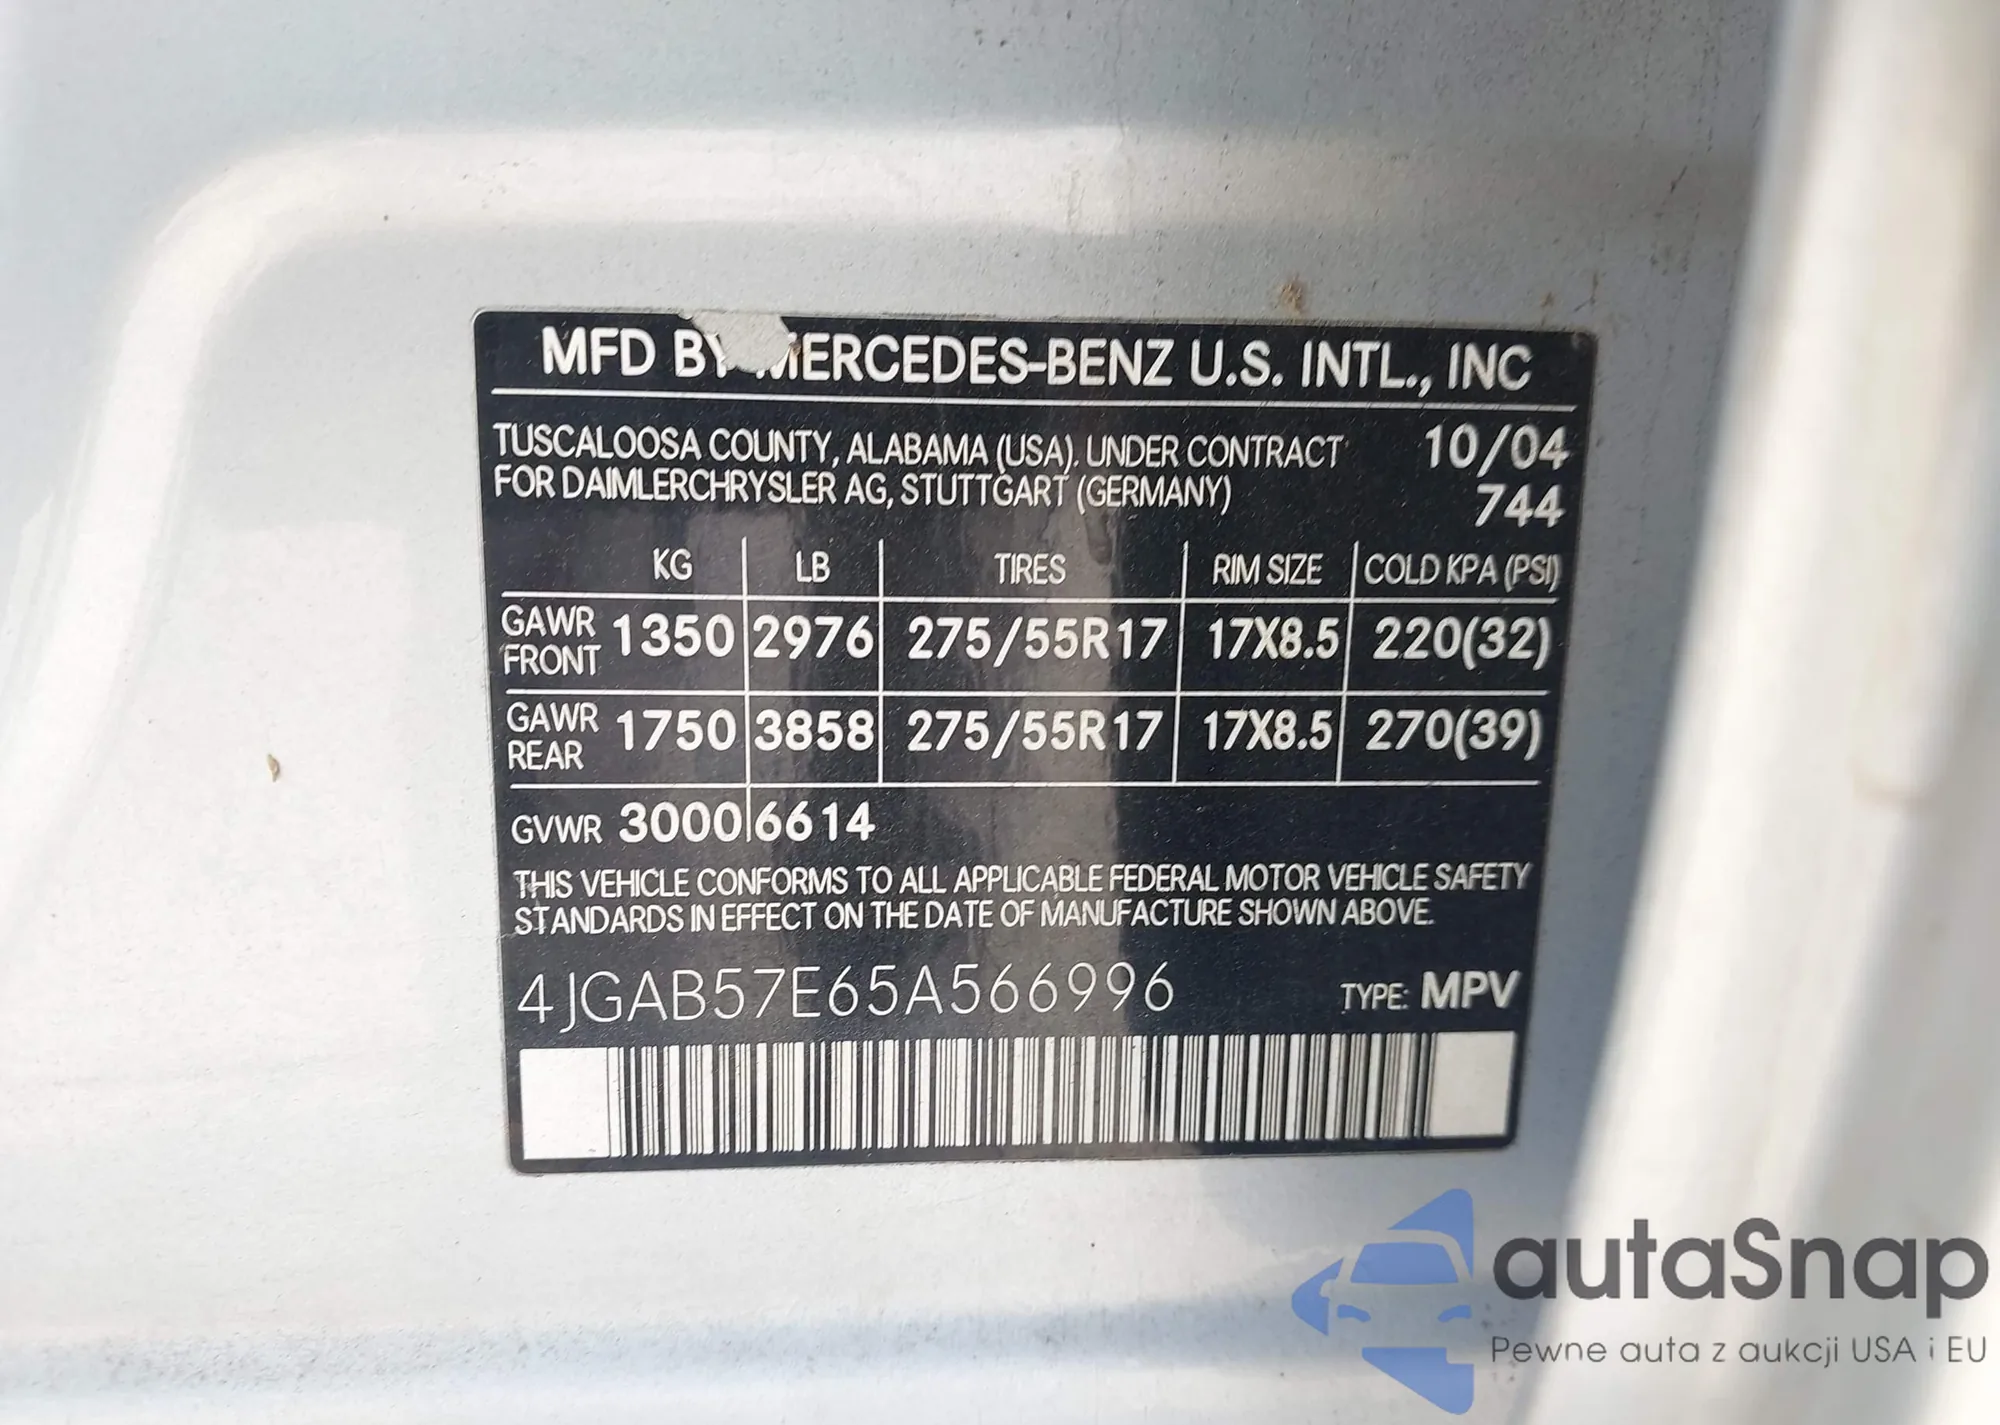 MFD BY MERCEDES-BENZ U.S. INTL., INC
TUSCALOOSA COUNTY, ALABAMA (USA). UNDER CONTRACT 10/04
FOR DAIMLERCHRYSLER AG, STUTTGART (GERMANY) 744
KG LB TIRES RIM SIZE COLD KPA (PSI)
GAWR FRONT 1350 2976 275/55R17 17X8.5 220(32)
GAWR REAR 1750 3858 275/55R17 17X8.5 270(39)
GVWR 3000 6614
THIS VEHICLE CONFORMS TO ALL APPLICABLE FEDERAL MOTOR VEHICLE SAFETY
STANDARDS IN EFFECT ON THE DATE OF MANUFACTURE SHOWN ABOVE.
4JGAB57E65A566996 TYPE: MPV
autaSnap
Pewne auta z aukcji USA i EU